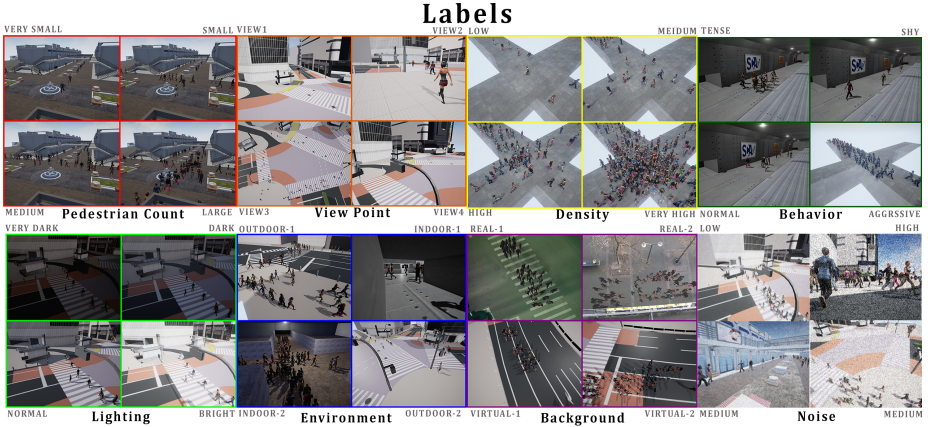 Labels
VERY SMALL SMALL VIEW1 VIEW2 LOW MEIDUM TENSE SHY
MEDIUM Pedestrian Count LARGE VIEW3 View Point VIEW4 HIGH Density VERY HIGH NORMAL Behavior AGGRSSIVE
VERY DARK DARK OUTDOOR-1 INDOOR-1 REAL-1 REAL-2 LOW HIGH
NORMAL Lighting BRIGHT INDOOR-2 Environment OUTDOOR-2 VIRTUAL-1 Background VIRTUAL-2 MEDIUM Noise MEDIUM